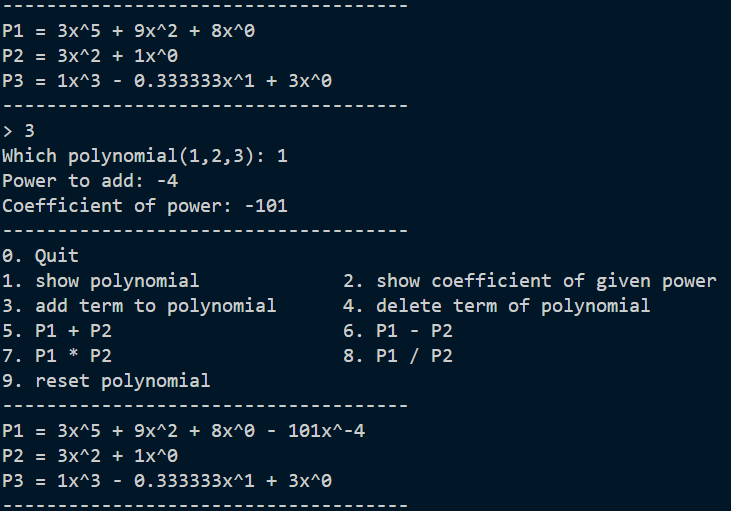 -------------------------------------
P1 = 3x^5 + 9x^2 + 8x^0
P2 = 3x^2 + 1x^0
P3 = 1x^3 - 0.333333x^1 + 3x^0
-------------------------------------
> 3
Which polynomial(1,2,3): 1
Power to add: -4
Coefficient of power: -101
-------------------------------------
0. Quit
1. show polynomial 2. show coefficient of given power
3. add term to polynomial 4. delete term of polynomial
5. P1 + P2 6. P1 - P2
7. P1 * P2 8. P1 / P2
9. reset polynomial
-------------------------------------
P1 = 3x^5 + 9x^2 + 8x^0 - 101x^-4
P2 = 3x^2 + 1x^0
P3 = 1x^3 - 0.333333x^1 + 3x^0
-------------------------------------